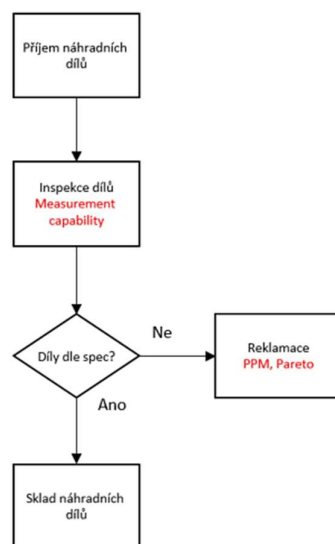 Příjem náhradních
dílů
Inspekce dílů
Measurement
capability
Díly dle spec?
Ne
Reklamace
PPM, Pareto
Ano
Sklad náhradních
dílů